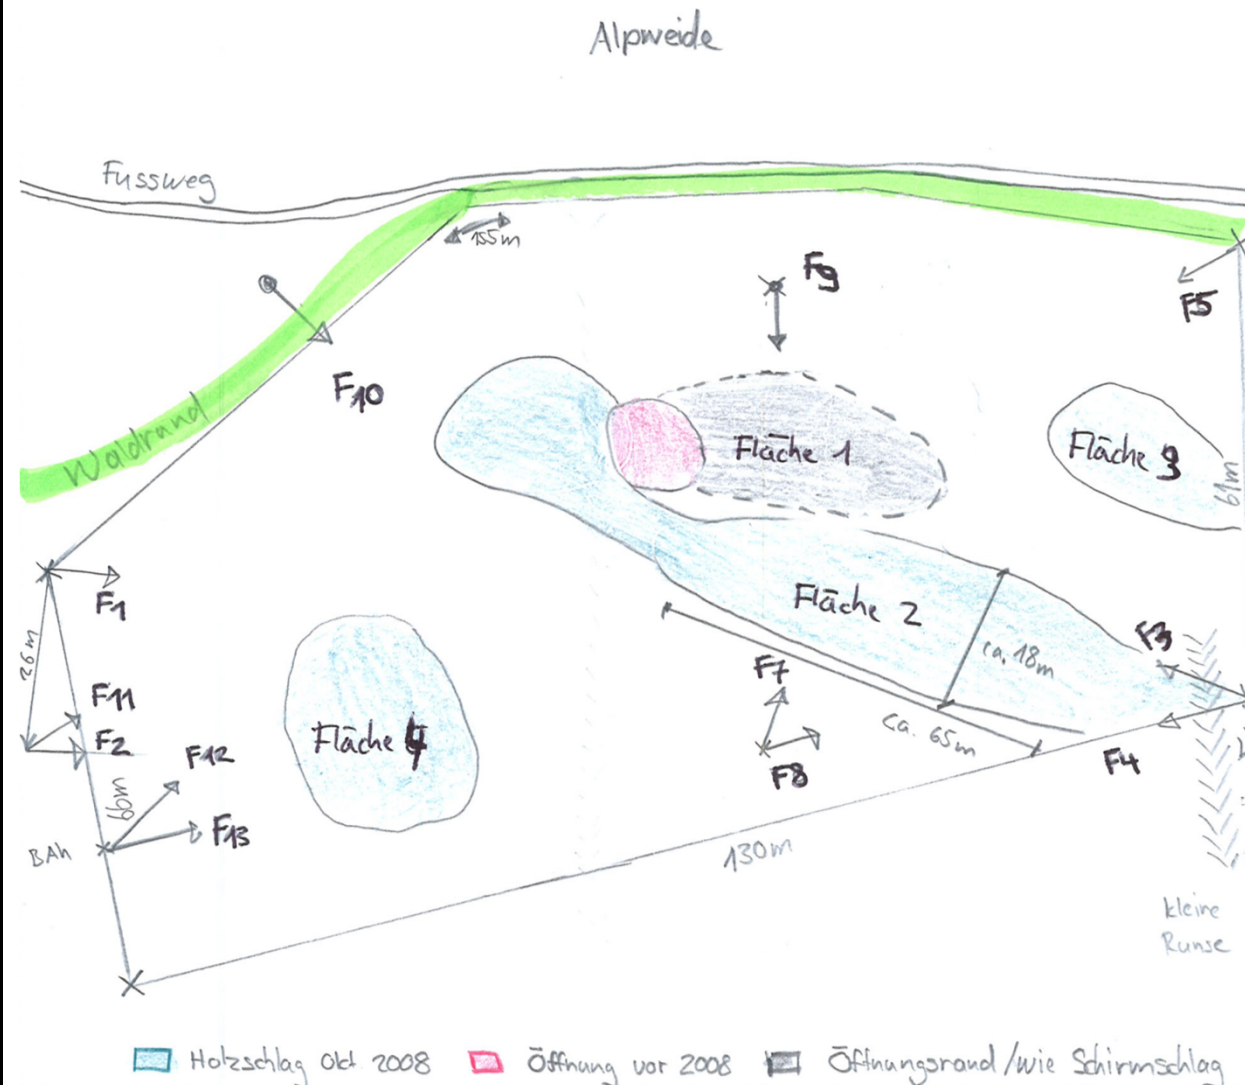 Alpweide
Fussweg
155m
F9
F5
F10
Waldrand
Fläche 1
Fläche 3
61m
F1
26m
Fläche 2
ca. 18m
F3
F11
F2
F7
F12
66m
Fläche 4
ca. 65m
F8
F4
F13
BAh
130m
kleine
Runse
Holzschlag Okt 2008
Öffnung vor 2008
Öffnungsrand/wie Schirmschlag